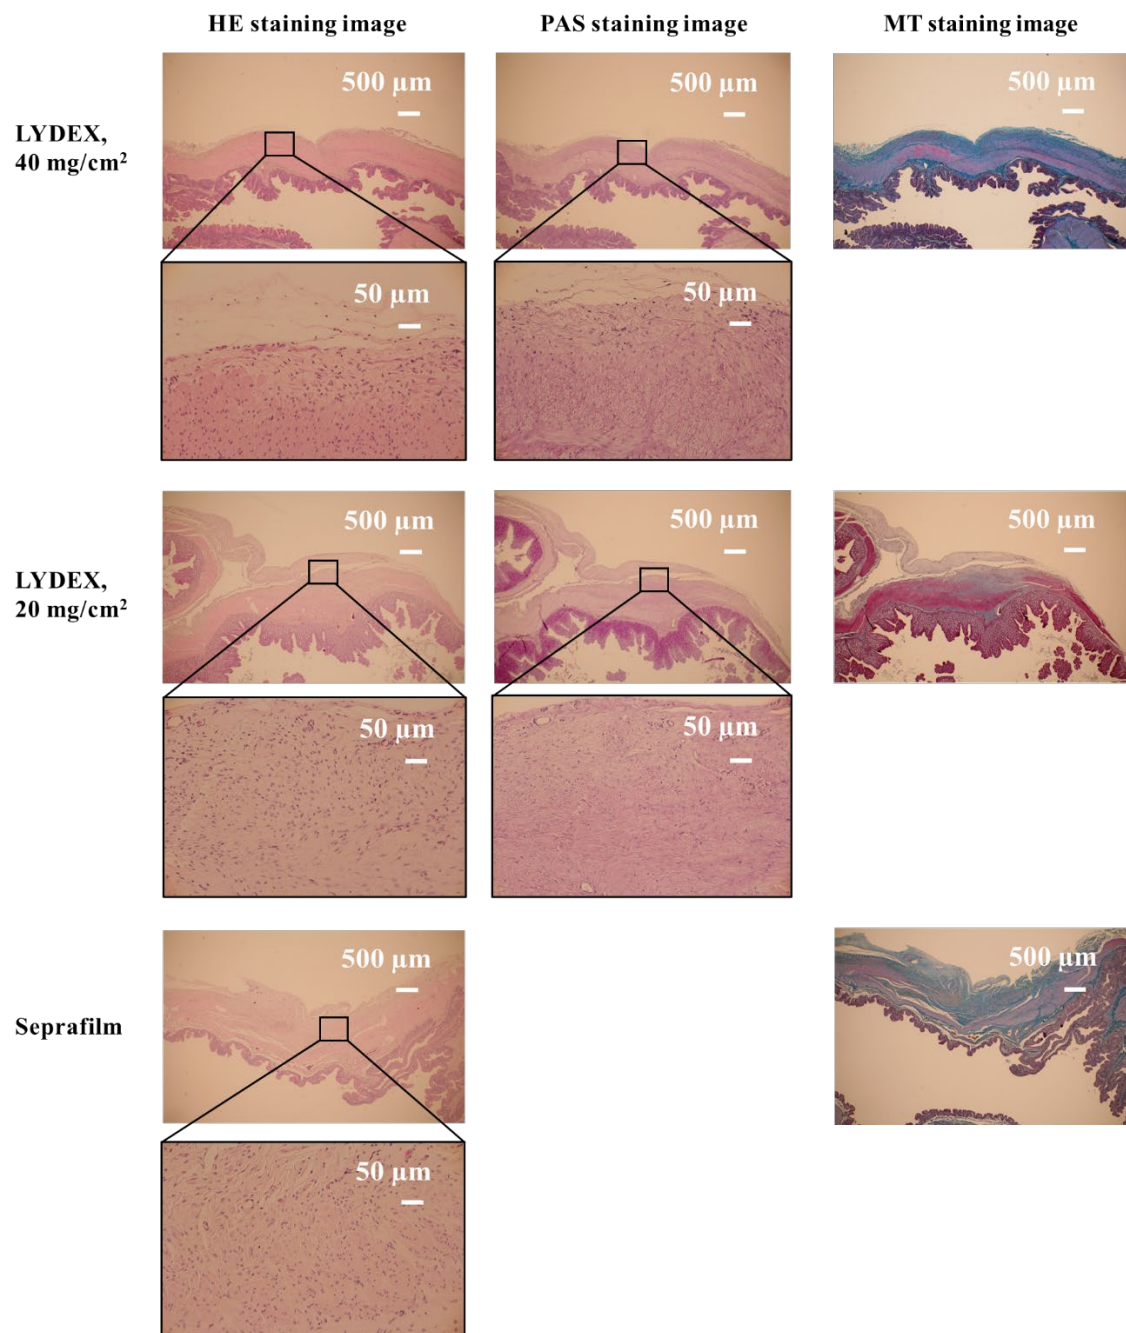 HE staining image
PAS staining image
MT staining image
LYDEX,
40 mg/cm²
500 µm
500 µm
500 µm
50 µm
50 µm
LYDEX,
20 mg/cm²
500 µm
500 µm
500 µm
50 µm
50 µm
Seprafilm
500 µm
500 µm
50 µm